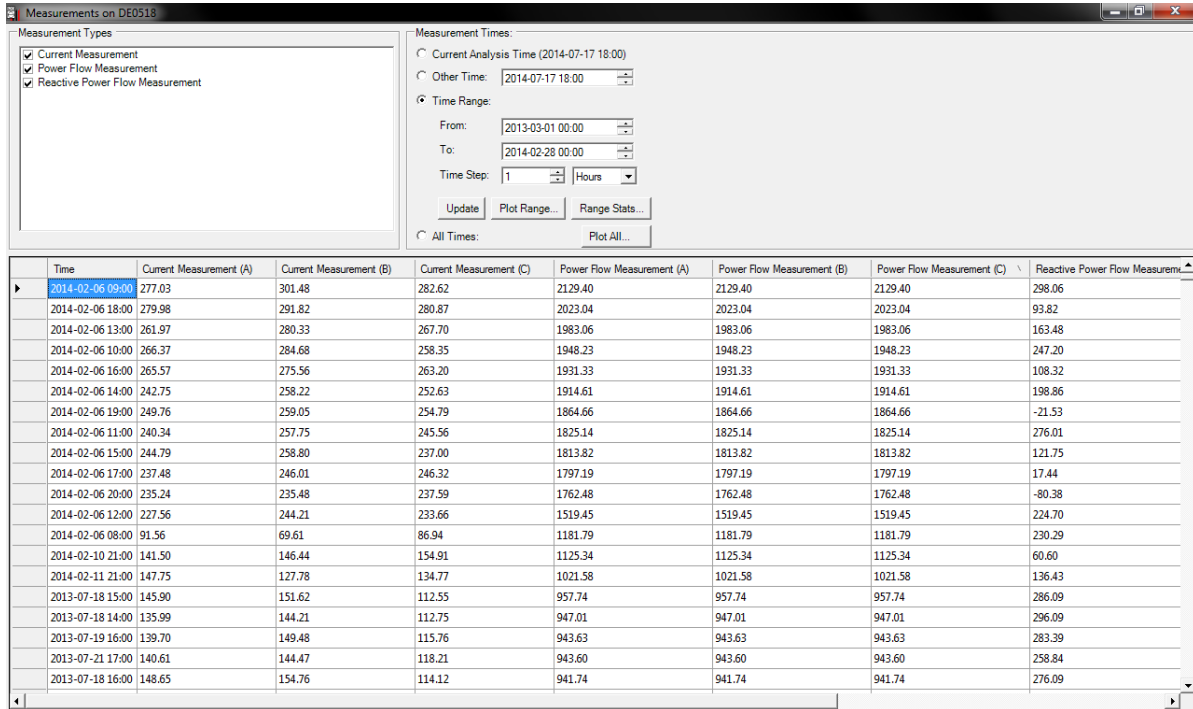 Measurements on DE0518
Measurement Types
Current Measurement
Power Flow Measurement
Reactive Power Flow Measurement
Measurement Times:
Current Analysis Time (2014-07-17 18:00)
Other Time: 2014-07-17 18:00
Time Range:
From: 2013-03-01 00:00
To: 2014-02-28 00:00
Time Step: 1 Hours
Update Plot Range... Range Stats...
All Times: Plot All...
Time Current Measurement (A) Current Measurement (B) Current Measurement (C) Power Flow Measurement (A) Power Flow Measurement (B) Power Flow Measurement (C) Reactive Power Flow Measureme
2014-02-06 09:00 277.03 301.48 282.62 2129.40 2129.40 2129.40 298.06
2014-02-06 18:00 279.98 291.82 280.87 2023.04 2023.04 2023.04 93.82
2014-02-06 13:00 261.97 280.33 267.70 1983.06 1983.06 1983.06 163.48
2014-02-06 10:00 266.37 284.68 258.35 1948.23 1948.23 1948.23 247.20
2014-02-06 16:00 265.57 275.56 263.20 1931.33 1931.33 1931.33 108.32
2014-02-06 14:00 242.75 258.22 252.63 1914.61 1914.61 1914.61 198.86
2014-02-06 19:00 249.76 259.05 254.79 1864.66 1864.66 1864.66 -21.53
2014-02-06 11:00 240.34 257.75 245.56 1825.14 1825.14 1825.14 276.01
2014-02-06 15:00 244.79 258.80 237.00 1813.82 1813.82 1813.82 121.75
2014-02-06 17:00 237.48 246.01 246.32 1797.19 1797.19 1797.19 17.44
2014-02-06 20:00 235.24 235.48 237.59 1762.48 1762.48 1762.48 -80.38
2014-02-06 12:00 227.56 244.21 233.66 1519.45 1519.45 1519.45 224.70
2014-02-06 08:00 91.56 69.61 86.94 1181.79 1181.79 1181.79 230.29
2014-02-10 21:00 141.50 146.44 154.91 1125.34 1125.34 1125.34 60.60
2014-02-11 21:00 147.75 127.78 134.77 1021.58 1021.58 1021.58 136.43
2013-07-18 15:00 145.90 151.62 112.55 957.74 957.74 957.74 286.09
2013-07-18 14:00 135.99 144.21 112.75 947.01 947.01 947.01 296.09
2013-07-19 16:00 139.70 149.48 115.76 943.63 943.63 943.63 283.39
2013-07-21 17:00 140.61 144.47 118.21 943.60 943.60 943.60 258.84
2013-07-18 16:00 148.65 154.76 114.12 941.74 941.74 941.74 276.09